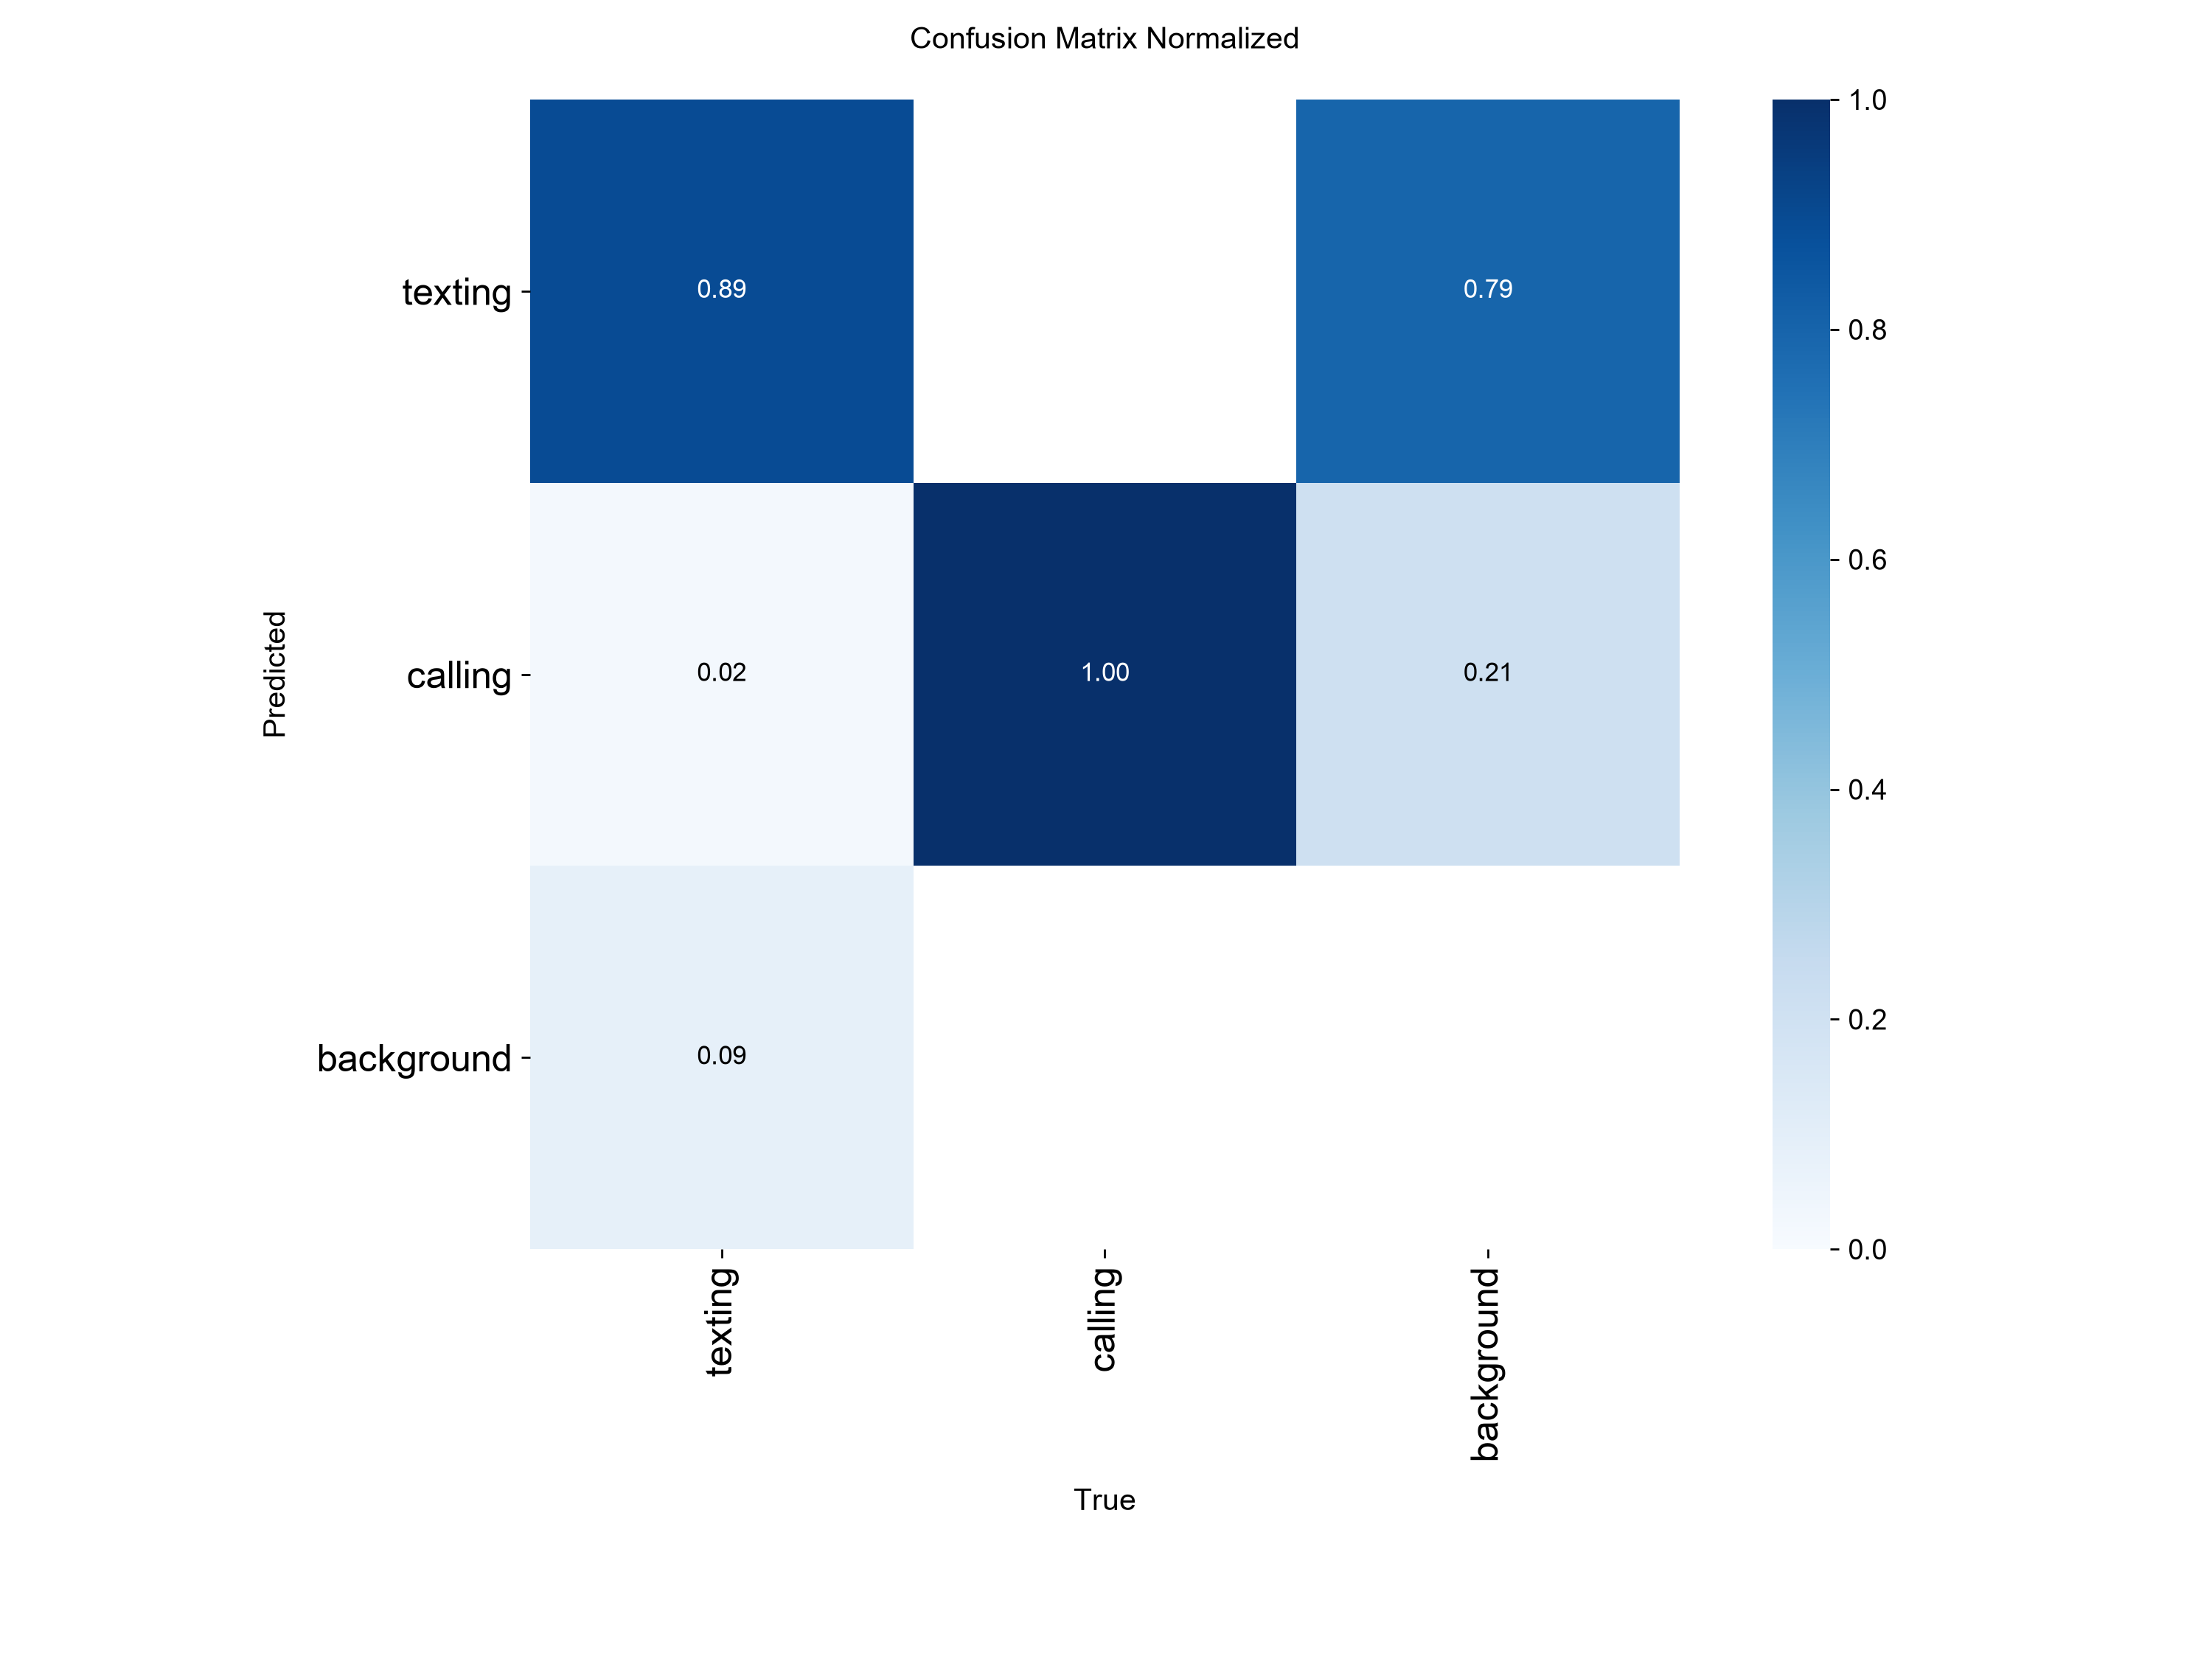 Confusion Matrix Normalized
texting
0.89
0.79
calling
0.02
1.00
0.21
background
0.09
Predicted
texting
calling
background
True
1.0
0.8
0.6
0.4
0.2
0.0